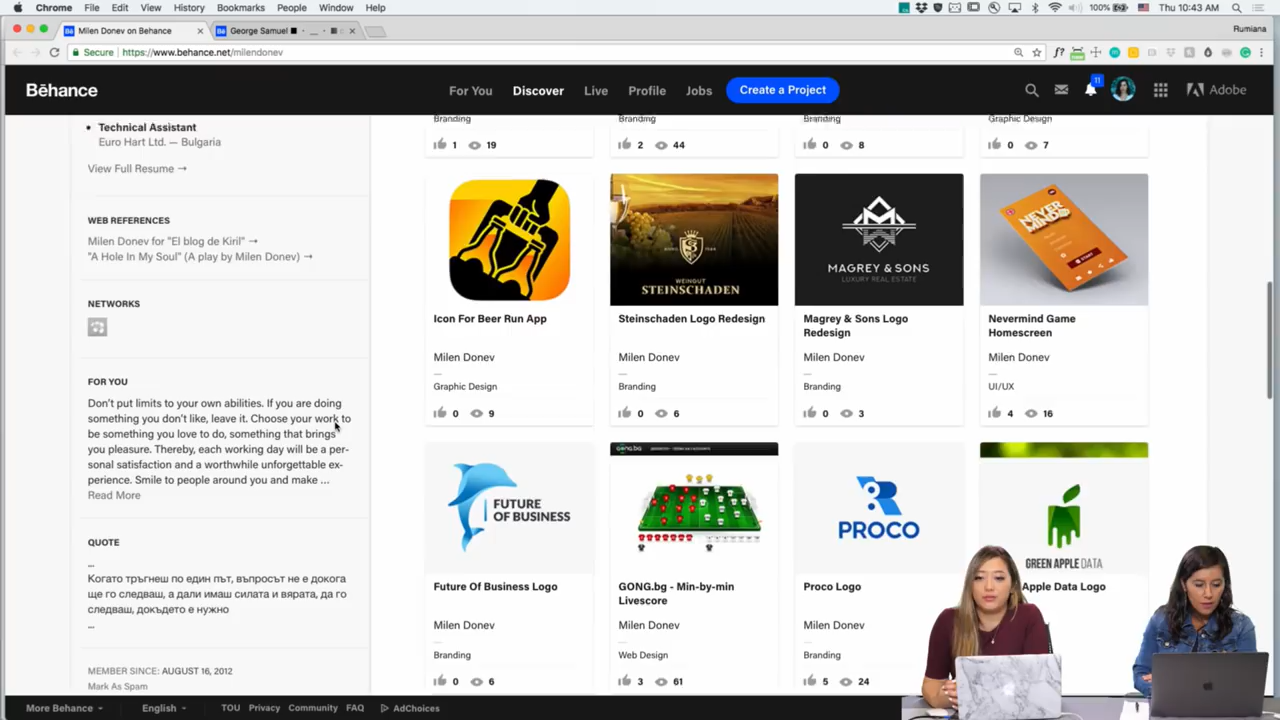 Chrome File Edit View History Bookmarks People Window Help
100% Thu 10:43 AM
Milen Donev on Behance
George Samuel
Rumiana
Secure https://www.behance.net/milendonev
Bēhance
For You Discover Live Profile Jobs Create a Project
11
Adobe
Technical Assistant
Euro Hart Ltd. — Bulgaria
View Full Resume →
WEB REFERENCES
Milen Donev for "El blog de Kiril" →
"A Hole In My Soul" (A play by Milen Donev) →
NETWORKS
FOR YOU
Don't put limits to your own abilities. If you are doing
something you don't like, leave it. Choose your work to
be something you love to do, something that brings
you pleasure. Thereby, each working day will be a per-
sonal satisfaction and a worthwhile unforgettable ex-
perience. Smile to people around you and make ...
Read More
QUOTE
...
Когато тръгнеш по един път, въпросът не е докога
ще го следваш, а дали имаш силата и вярата, да го
следваш, докъдето е нужно
...
MEMBER SINCE: AUGUST 16, 2012
Mark As Spam
Branding Branding Branding Graphic Design
1 19 2 44 0 8 0 7
WEINGUT
STEINSCHADEN
MAGREY & SONS
LUXURY REAL ESTATE
NEVER
MIND
Icon For Beer Run App
Milen Donev
—
Graphic Design
0 9
Steinschaden Logo Redesign
Milen Donev
—
Branding
0 6
Magrey & Sons Logo
Redesign
Milen Donev
—
Branding
0 3
Nevermind Game
Homescreen
Milen Donev
—
UI/UX
4 16
FUTURE
OF BUSINESS
GONG.bg
PROCO
GREEN APPLE DATA
Future Of Business Logo
Milen Donev
—
Branding
0 6
GONG.bg - Min-by-min
Livescore
Milen Donev
—
Web Design
3 61
Proco Logo
Milen Donev
—
Branding
5 24
Apple Data Logo
More Behance English TOU Privacy Community FAQ AdChoices